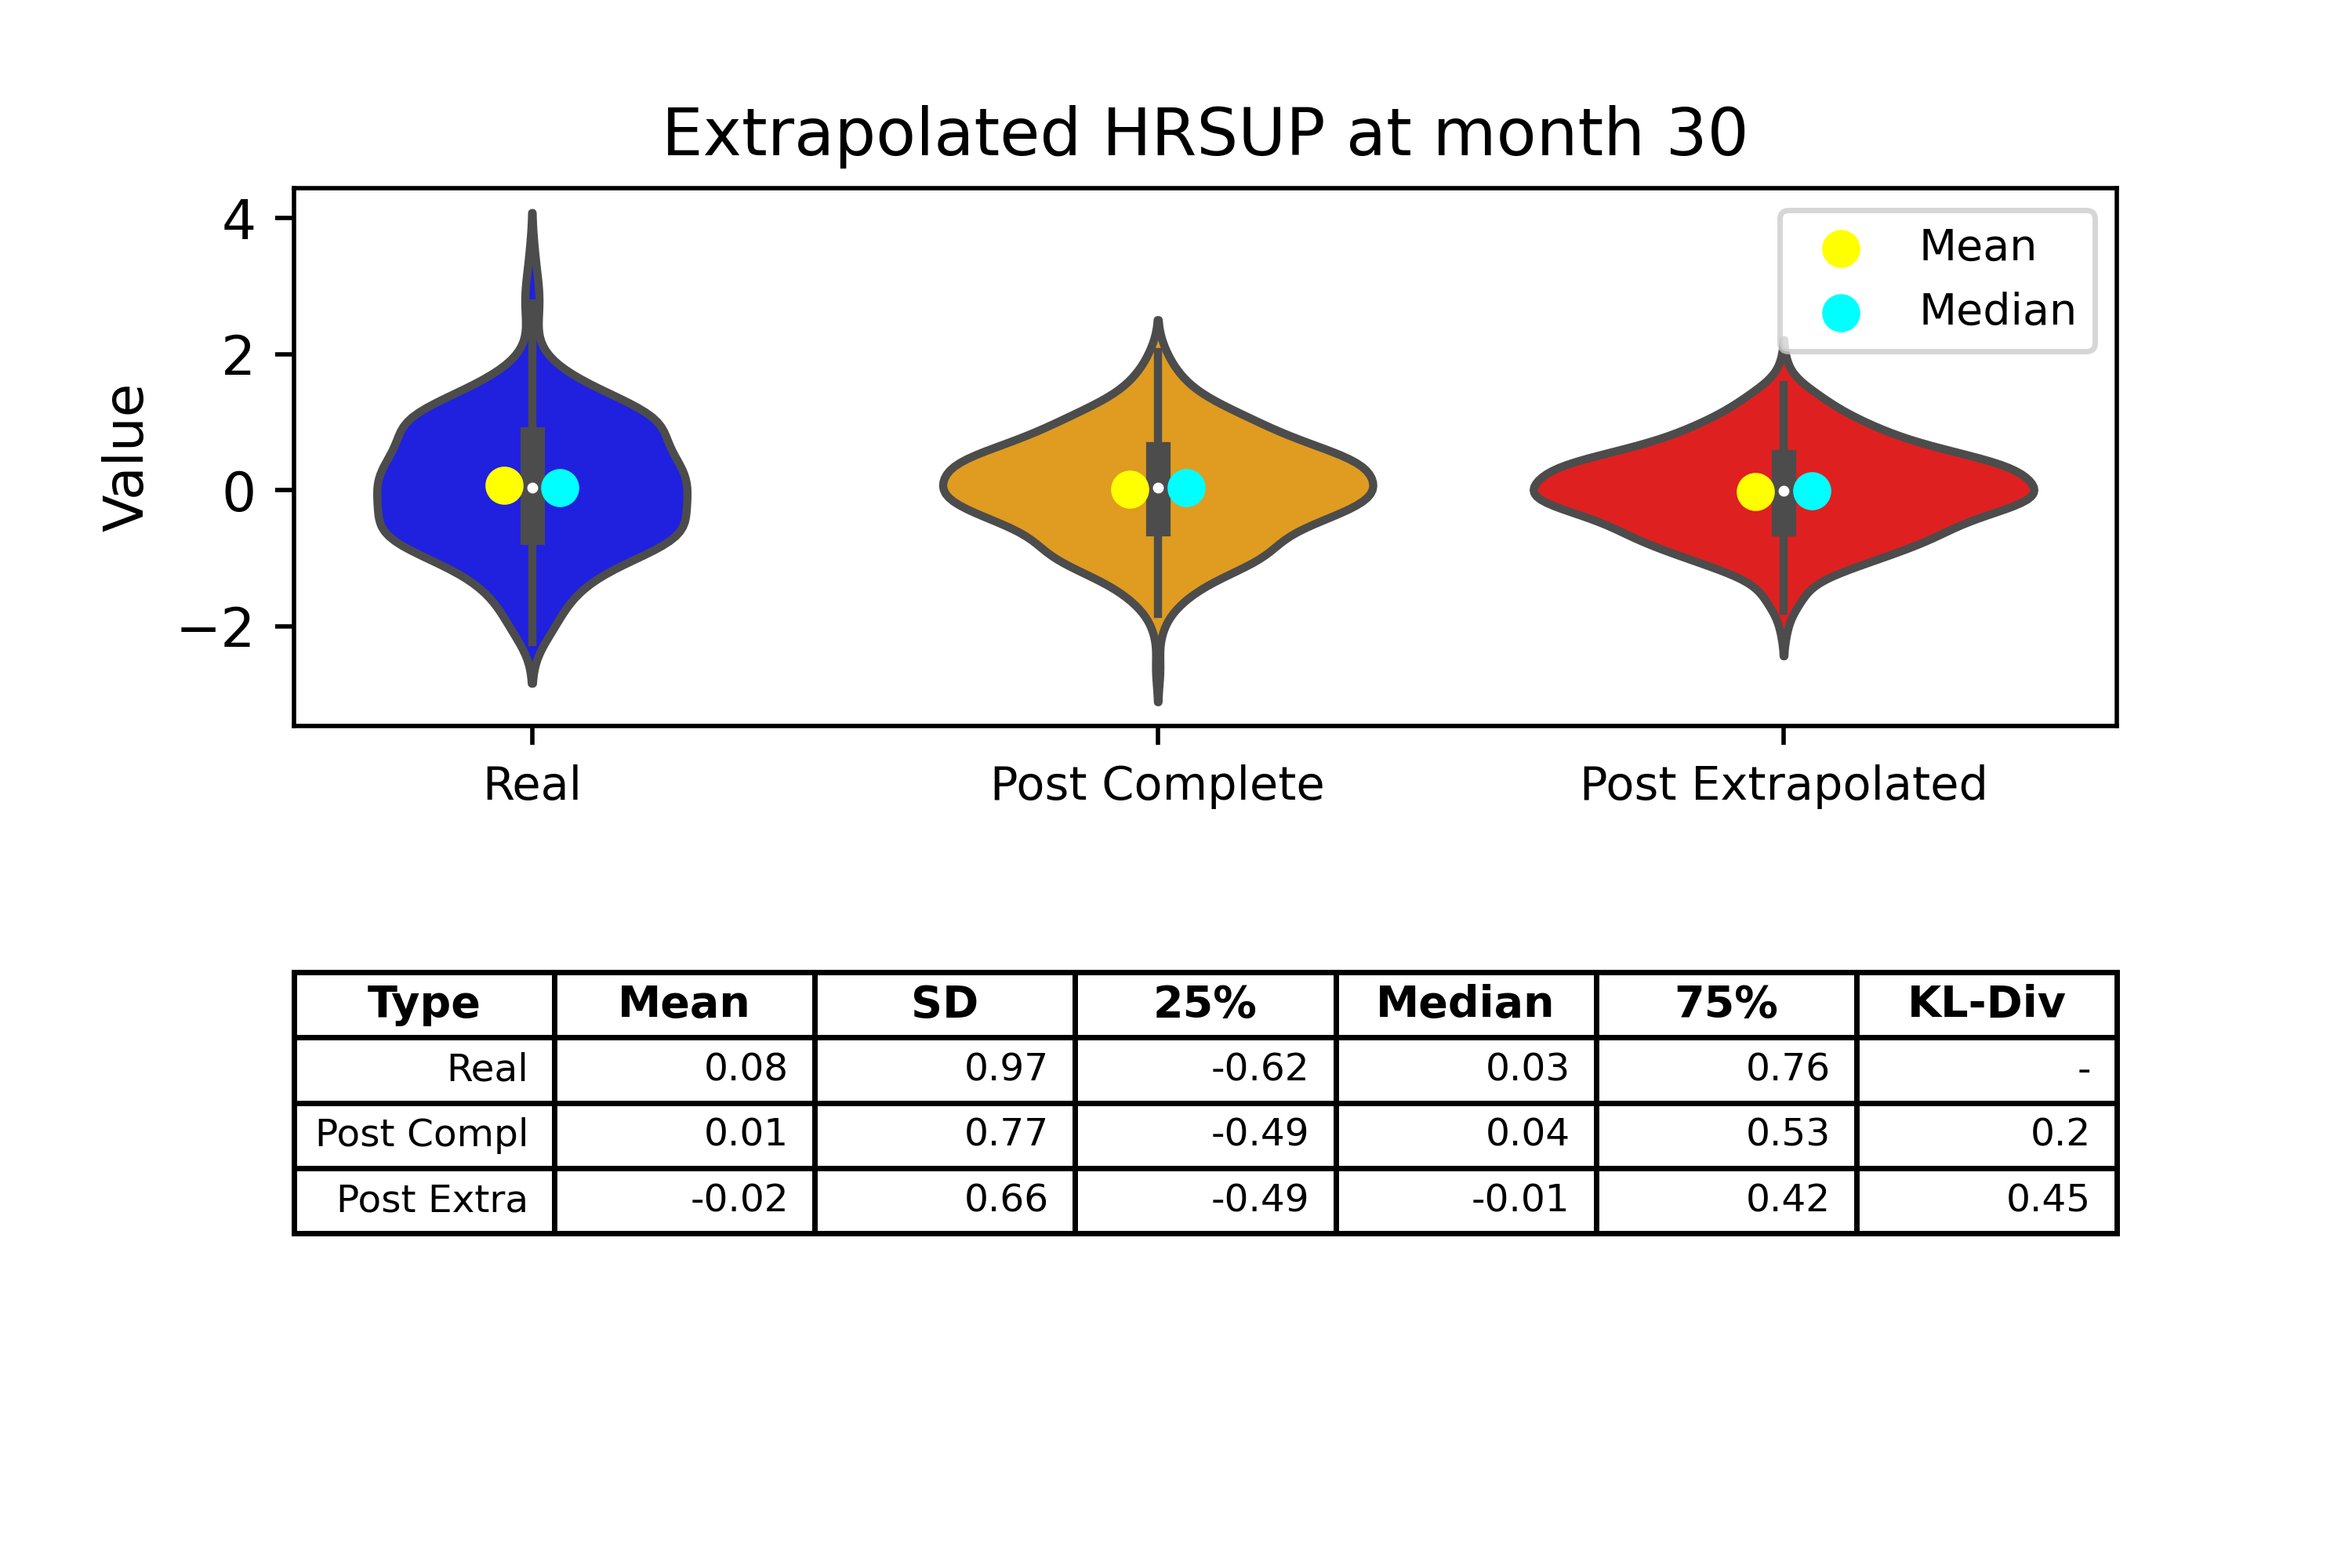 Extrapolated HRSUP at month 30
4
2
0
−2
Value
Mean
Median
Real Post Complete Post Extrapolated
Type Mean SD 25% Median 75% KL-Div
Real 0.08 0.97 -0.62 0.03 0.76 -
Post Compl 0.01 0.77 -0.49 0.04 0.53 0.2
Post Extra -0.02 0.66 -0.49 -0.01 0.42 0.45